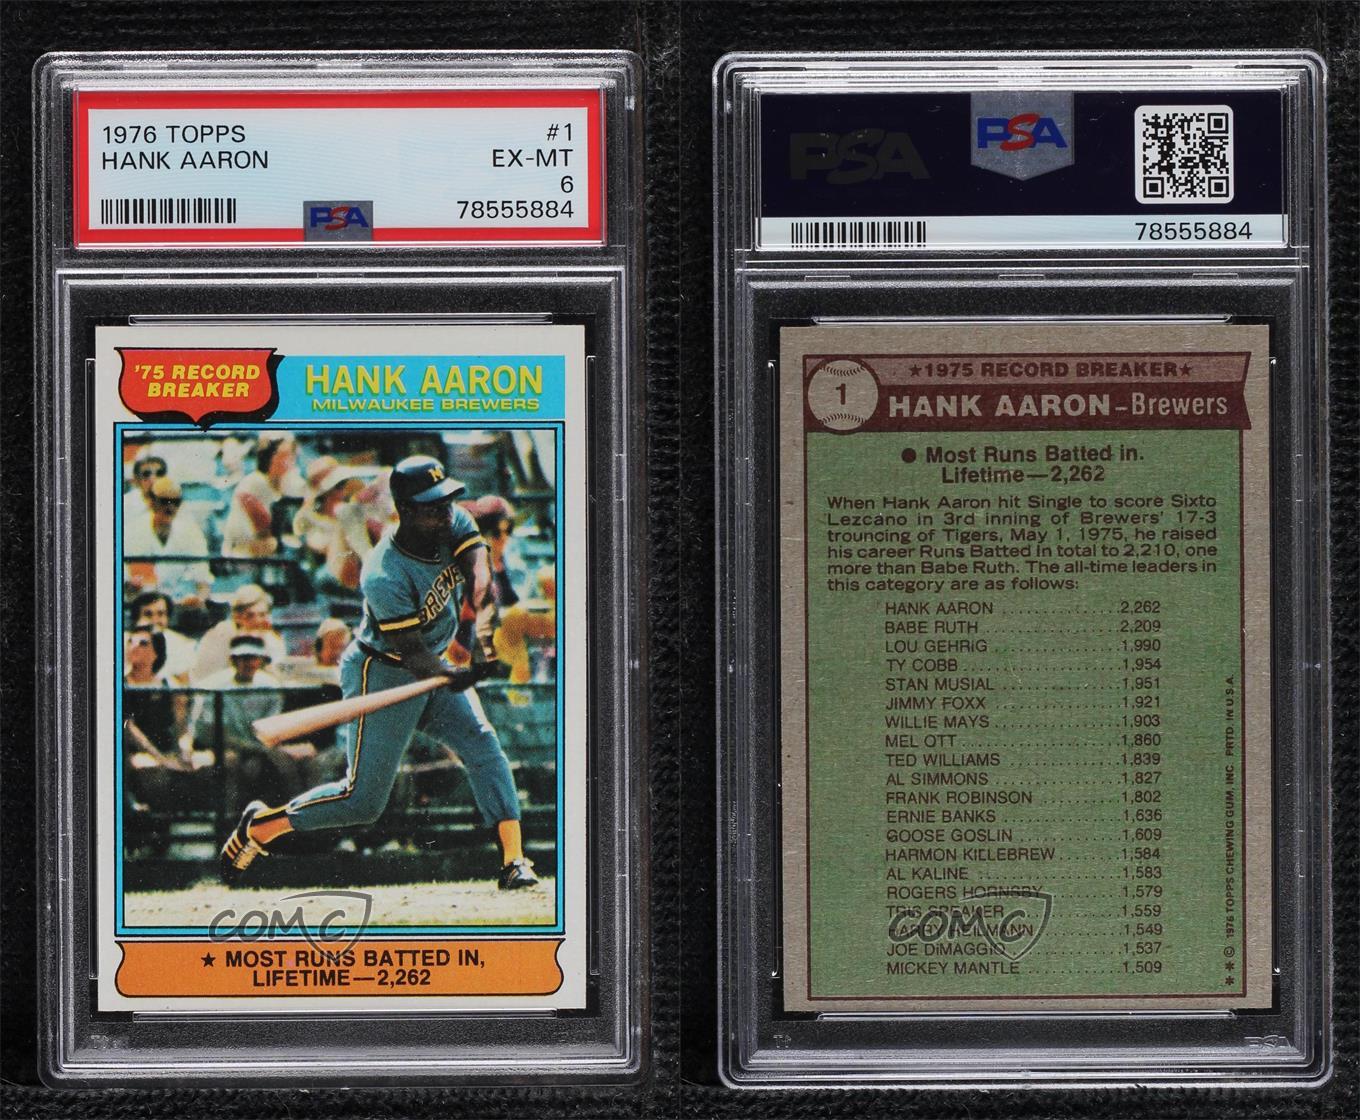 1976 TOPPS #1
HANK AARON EX-MT
6
78555884
PSA
'75 RECORD
BREAKER
HANK AARON
MILWAUKEE BREWERS
M
BREWE
COMC
★ MOST RUNS BATTED IN,
LIFETIME—2,262
PSA
PSA
78555884
1
★1975 RECORD BREAKER★
HANK AARON–Brewers
● Most Runs Batted in.
Lifetime—2,262
When Hank Aaron hit Single to score Sixto
Lezcano in 3rd inning of Brewers' 17-3
trouncing of Tigers, May 1, 1975, he raised
his career Runs Batted In total to 2,210, one
more than Babe Ruth. The all-time leaders in
this category are as follows:
HANK AARON ............... 2,262
BABE RUTH ................. 2,209
LOU GEHRIG ................ 1,990
TY COBB .................... 1,954
STAN MUSIAL ............... 1,951
JIMMY FOXX ................ 1,921
WILLIE MAYS ................ 1,903
MEL OTT .................... 1,860
TED WILLIAMS .............. 1,839
AL SIMMONS ............... 1,827
FRANK ROBINSON .......... 1,802
ERNIE BANKS ............... 1,636
GOOSE GOSLIN ............. 1,609
HARMON KILLEBREW ........ 1,584
AL KALINE .................. 1,583
ROGERS HORNSBY .......... 1,579
TRIS SPEAKER .............. 1,559
HARRY HEILMANN .......... 1,549
JOE DiMAGGIO ............. 1,537
MICKEY MANTLE ............ 1,509
COMC
★★ © 1976 TOPPS CHEWING GUM, INC. PRTD. IN U.S.A.
PSA